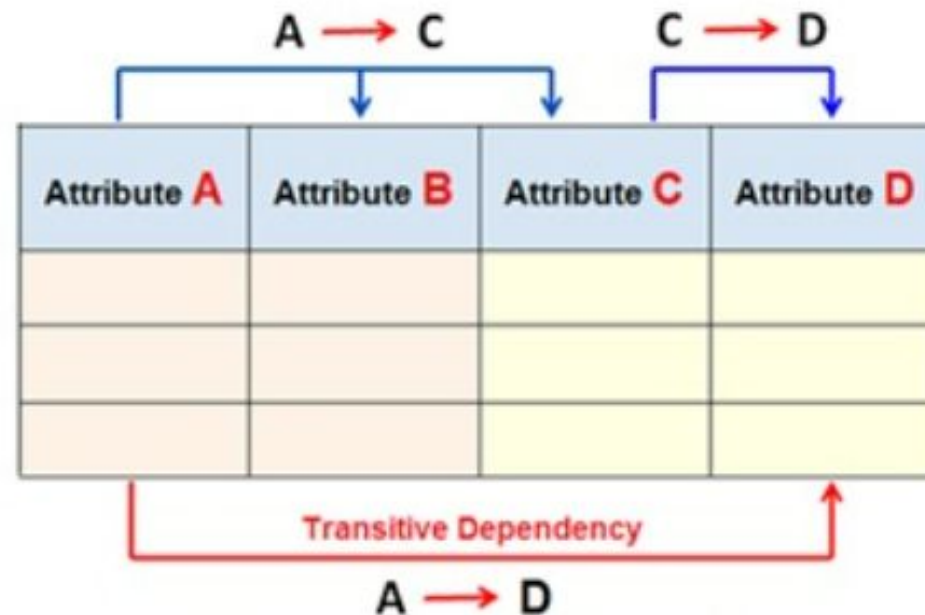 A → C
C → D
Attribute A
Attribute B
Attribute C
Attribute D
Transitive Dependency
A → D